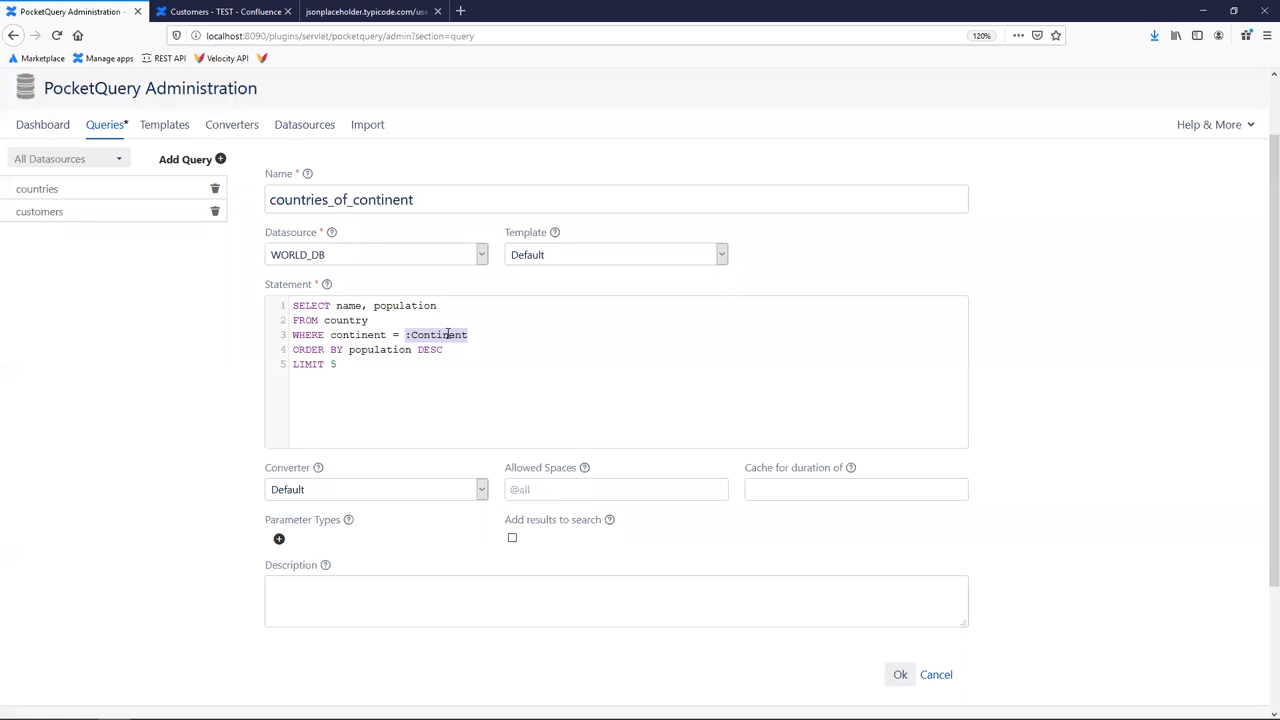 PocketQuery Administration -
Customers - TEST - Confluence
jsonplaceholder.typicode.com/use
localhost:8090/plugins/servlet/pocketquery/admin?section=query
120%
Marketplace
Manage apps
REST API
Velocity API
PocketQuery Administration
Dashboard
Queries*
Templates
Converters
Datasources
Import
Help & More
All Datasources
Add Query
countries
customers
Name *
countries_of_continent
Datasource *
Template
WORLD_DB
Default
Statement *
1 SELECT name, population
2 FROM country
3 WHERE continent = :Continent
4 ORDER BY population DESC
5 LIMIT 5
Converter
Allowed Spaces
Cache for duration of
Default
@all
Parameter Types
Add results to search
Description
Ok
Cancel